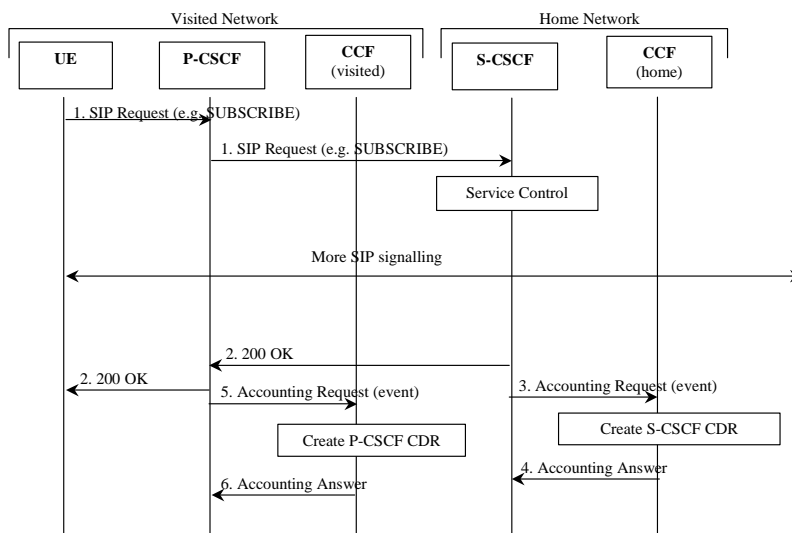 Visited Network
Home Network
UE
P-CSCF
CCF
(visited)
S-CSCF
CCF
(home)
1. SIP Request (e.g. SUBSCRIBE)
1. SIP Request (e.g. SUBSCRIBE)
Service Control
More SIP signalling
2. 200 OK
2. 200 OK
5. Accounting Request (event)
3. Accounting Request (event)
Create P-CSCF CDR
Create S-CSCF CDR
4. Accounting Answer
6. Accounting Answer